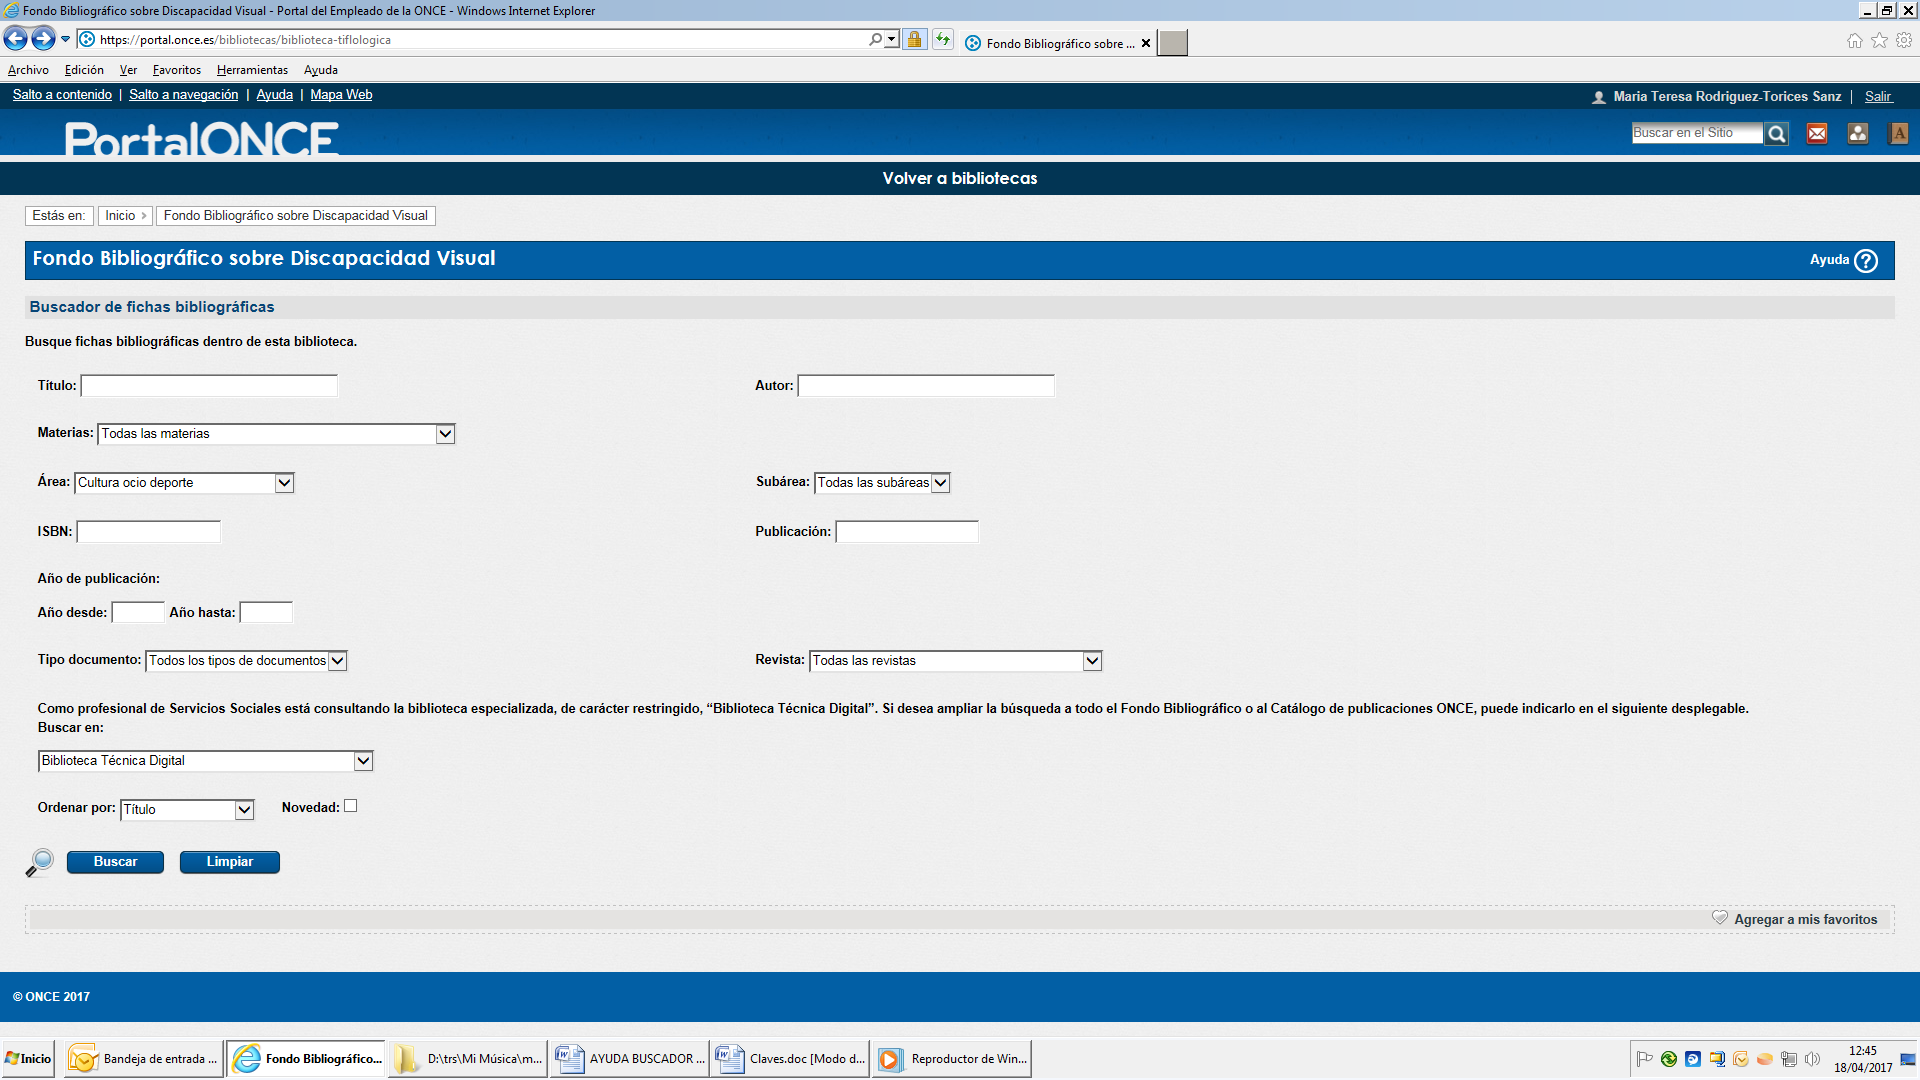 Fondo Bibliográfico sobre Discapacidad Visual - Portal del Empleado de la ONCE - Windows Internet Explorer
https://portal.once.es/bibliotecas/biblioteca-tiflologica
Fondo Bibliográfico sobre ...
Archivo Edición Ver Favoritos Herramientas Ayuda
Salto a contenido | Salto a navegación | Ayuda | Mapa Web
Maria Teresa Rodriguez-Torices Sanz | Salir
PortalONCE
Buscar en el Sitio
Volver a bibliotecas
Estás en: Inicio Fondo Bibliográfico sobre Discapacidad Visual
Fondo Bibliográfico sobre Discapacidad Visual
Ayuda ?
Buscador de fichas bibliográficas
Busque fichas bibliográficas dentro de esta biblioteca.
Título: Autor:
Materias: Todas las materias
Área: Cultura ocio deporte Subárea: Todas las subáreas
ISBN: Publicación:
Año de publicación:
Año desde: Año hasta:
Tipo documento: Todos los tipos de documentos Revista: Todas las revistas
Como profesional de Servicios Sociales está consultando la biblioteca especializada, de carácter restringido, “Biblioteca Técnica Digital”. Si desea ampliar la búsqueda a todo el Fondo Bibliográfico o al Catálogo de publicaciones ONCE, puede indicarlo en el siguiente desplegable.
Buscar en:
Biblioteca Técnica Digital
Ordenar por: Título Novedad:
Buscar Limpiar
Agregar a mis favoritos
© ONCE 2017
Inicio Bandeja de entrada ... Fondo Bibliográfico... D:\trs\Mi Música\m... AYUDA BUSCADOR ... Claves.doc [Modo d... Reproductor de Win...
12:45
18/04/2017